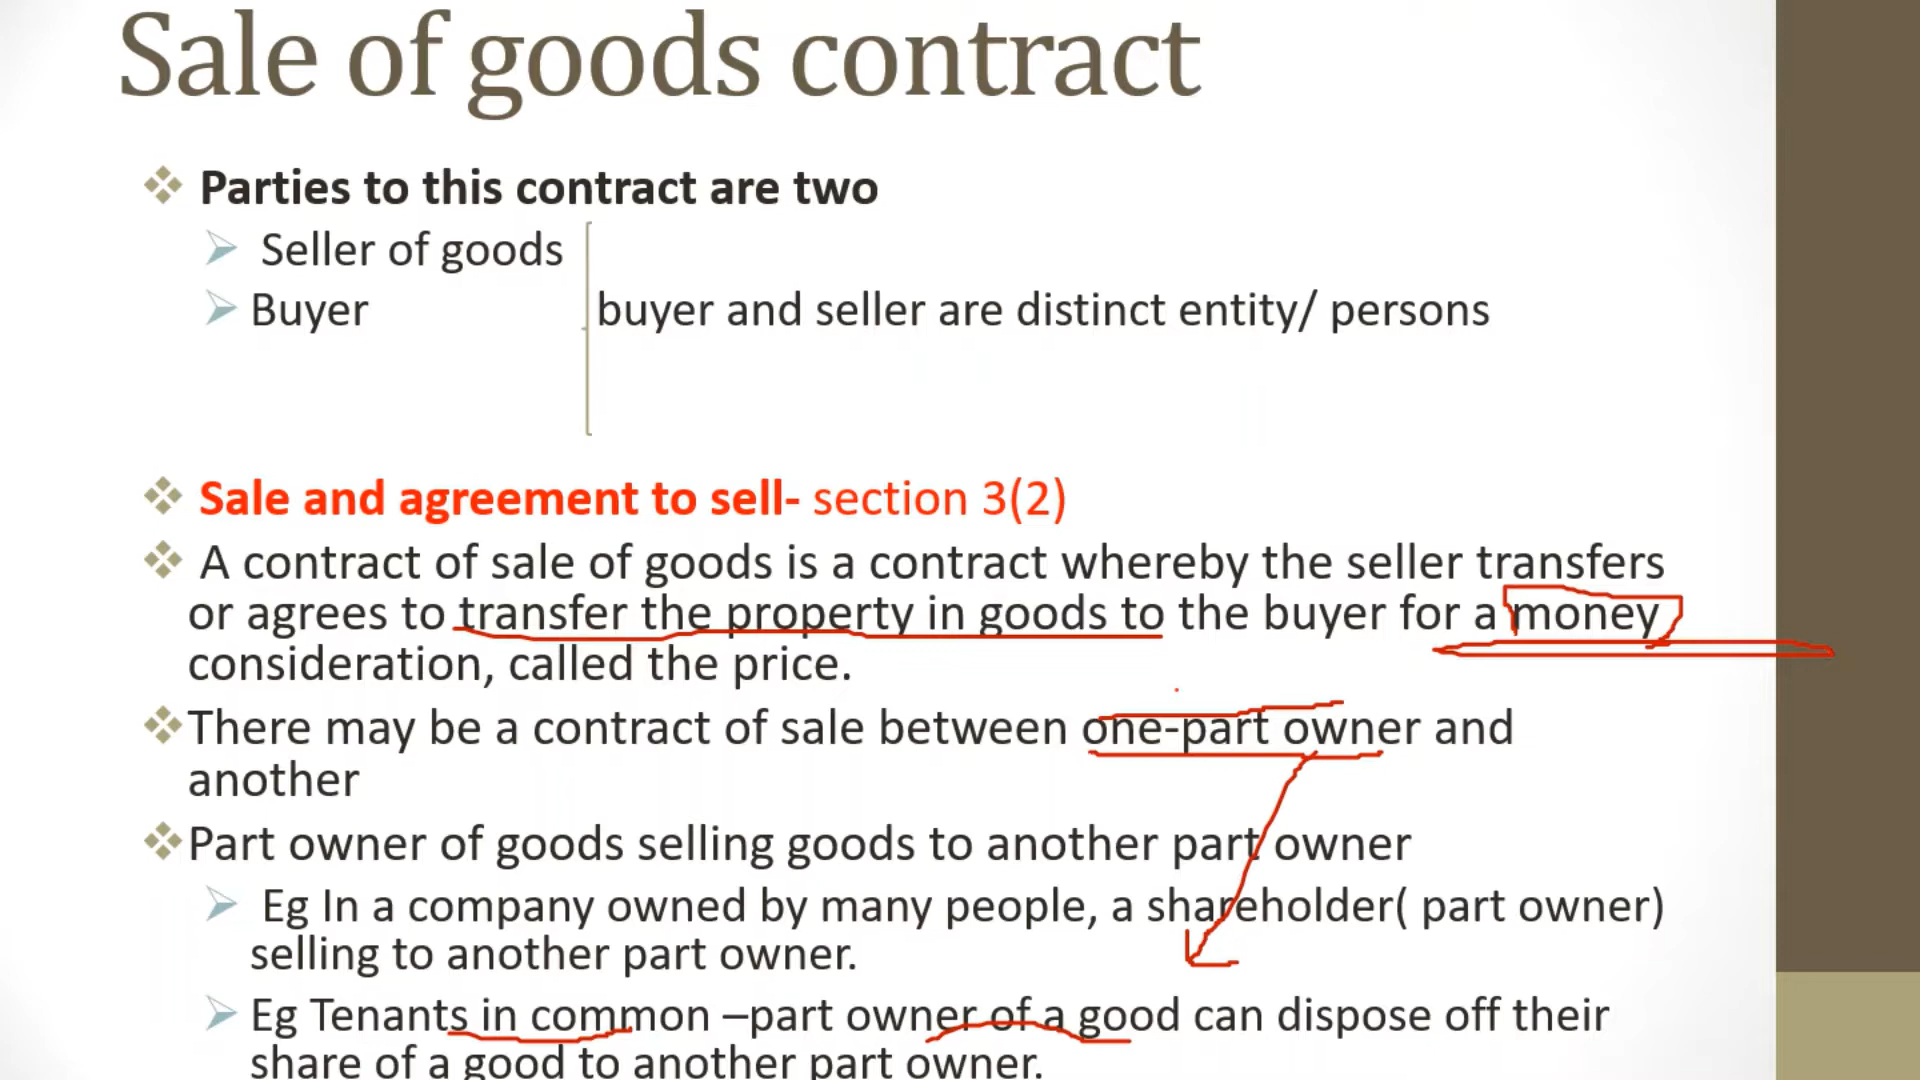 Sale of goods contract
Parties to this contract are two
Seller of goods
Buyer buyer and seller are distinct entity/ persons
Sale and agreement to sell- section 3(2)
A contract of sale of goods is a contract whereby the seller transfers
or agrees to transfer the property in goods to the buyer for a money
consideration, called the price.
There may be a contract of sale between one-part owner and
another
Part owner of goods selling goods to another part owner
Eg In a company owned by many people, a shareholder( part owner)
selling to another part owner.
Eg Tenants in common –part owner of a good can dispose off their
share of a good to another part owner.